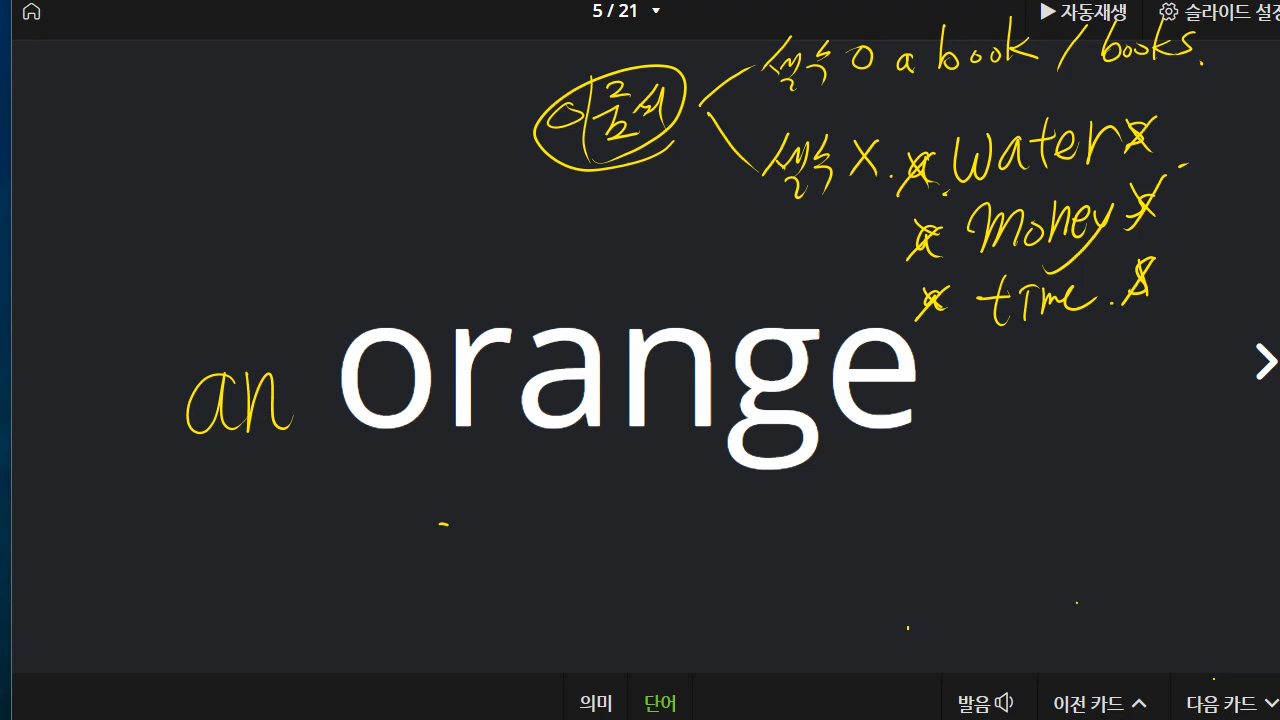 5 / 21
자동재생
슬라이드 설정
이름씨
셀수 O a book / books.
셀수 X. a water s
a money s
a time. s
an orange
의미
단어
발음
이전 카드
다음 카드